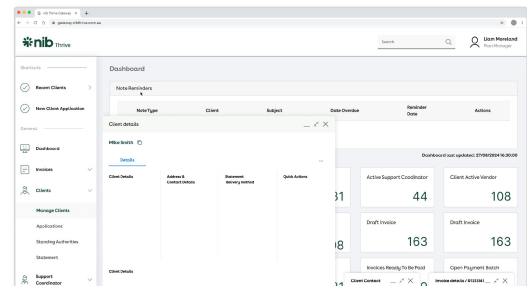 nib Thrive Gateway
gateway.nibthrive.com.au
nib Thrive
Search
Liam Moreland
Plan Manager
Shortcuts
Recent Clients
New Client Application
General
Dashboard
Invoices
Clients
Manage Clients
Applications
Standing Authorities
Statement
Support
Coordinator
Dashboard
Note Reminders
Note Type
Client
Subject
Date Overdue
Reminder
Date
Actions
Client details
Mike Smith
Details
Client Details
Address &
Contact Details
Statement
delivery method
Quick Actions
Client Details
Dashboard last updated: 27/08/2024 16:30:00
Active Support Coordinator
44
Client Active Vendor
108
Draft Invoice
163
Draft Invoice
163
Invoices Ready To Be Paid
Open Payment Batch
Client Contact